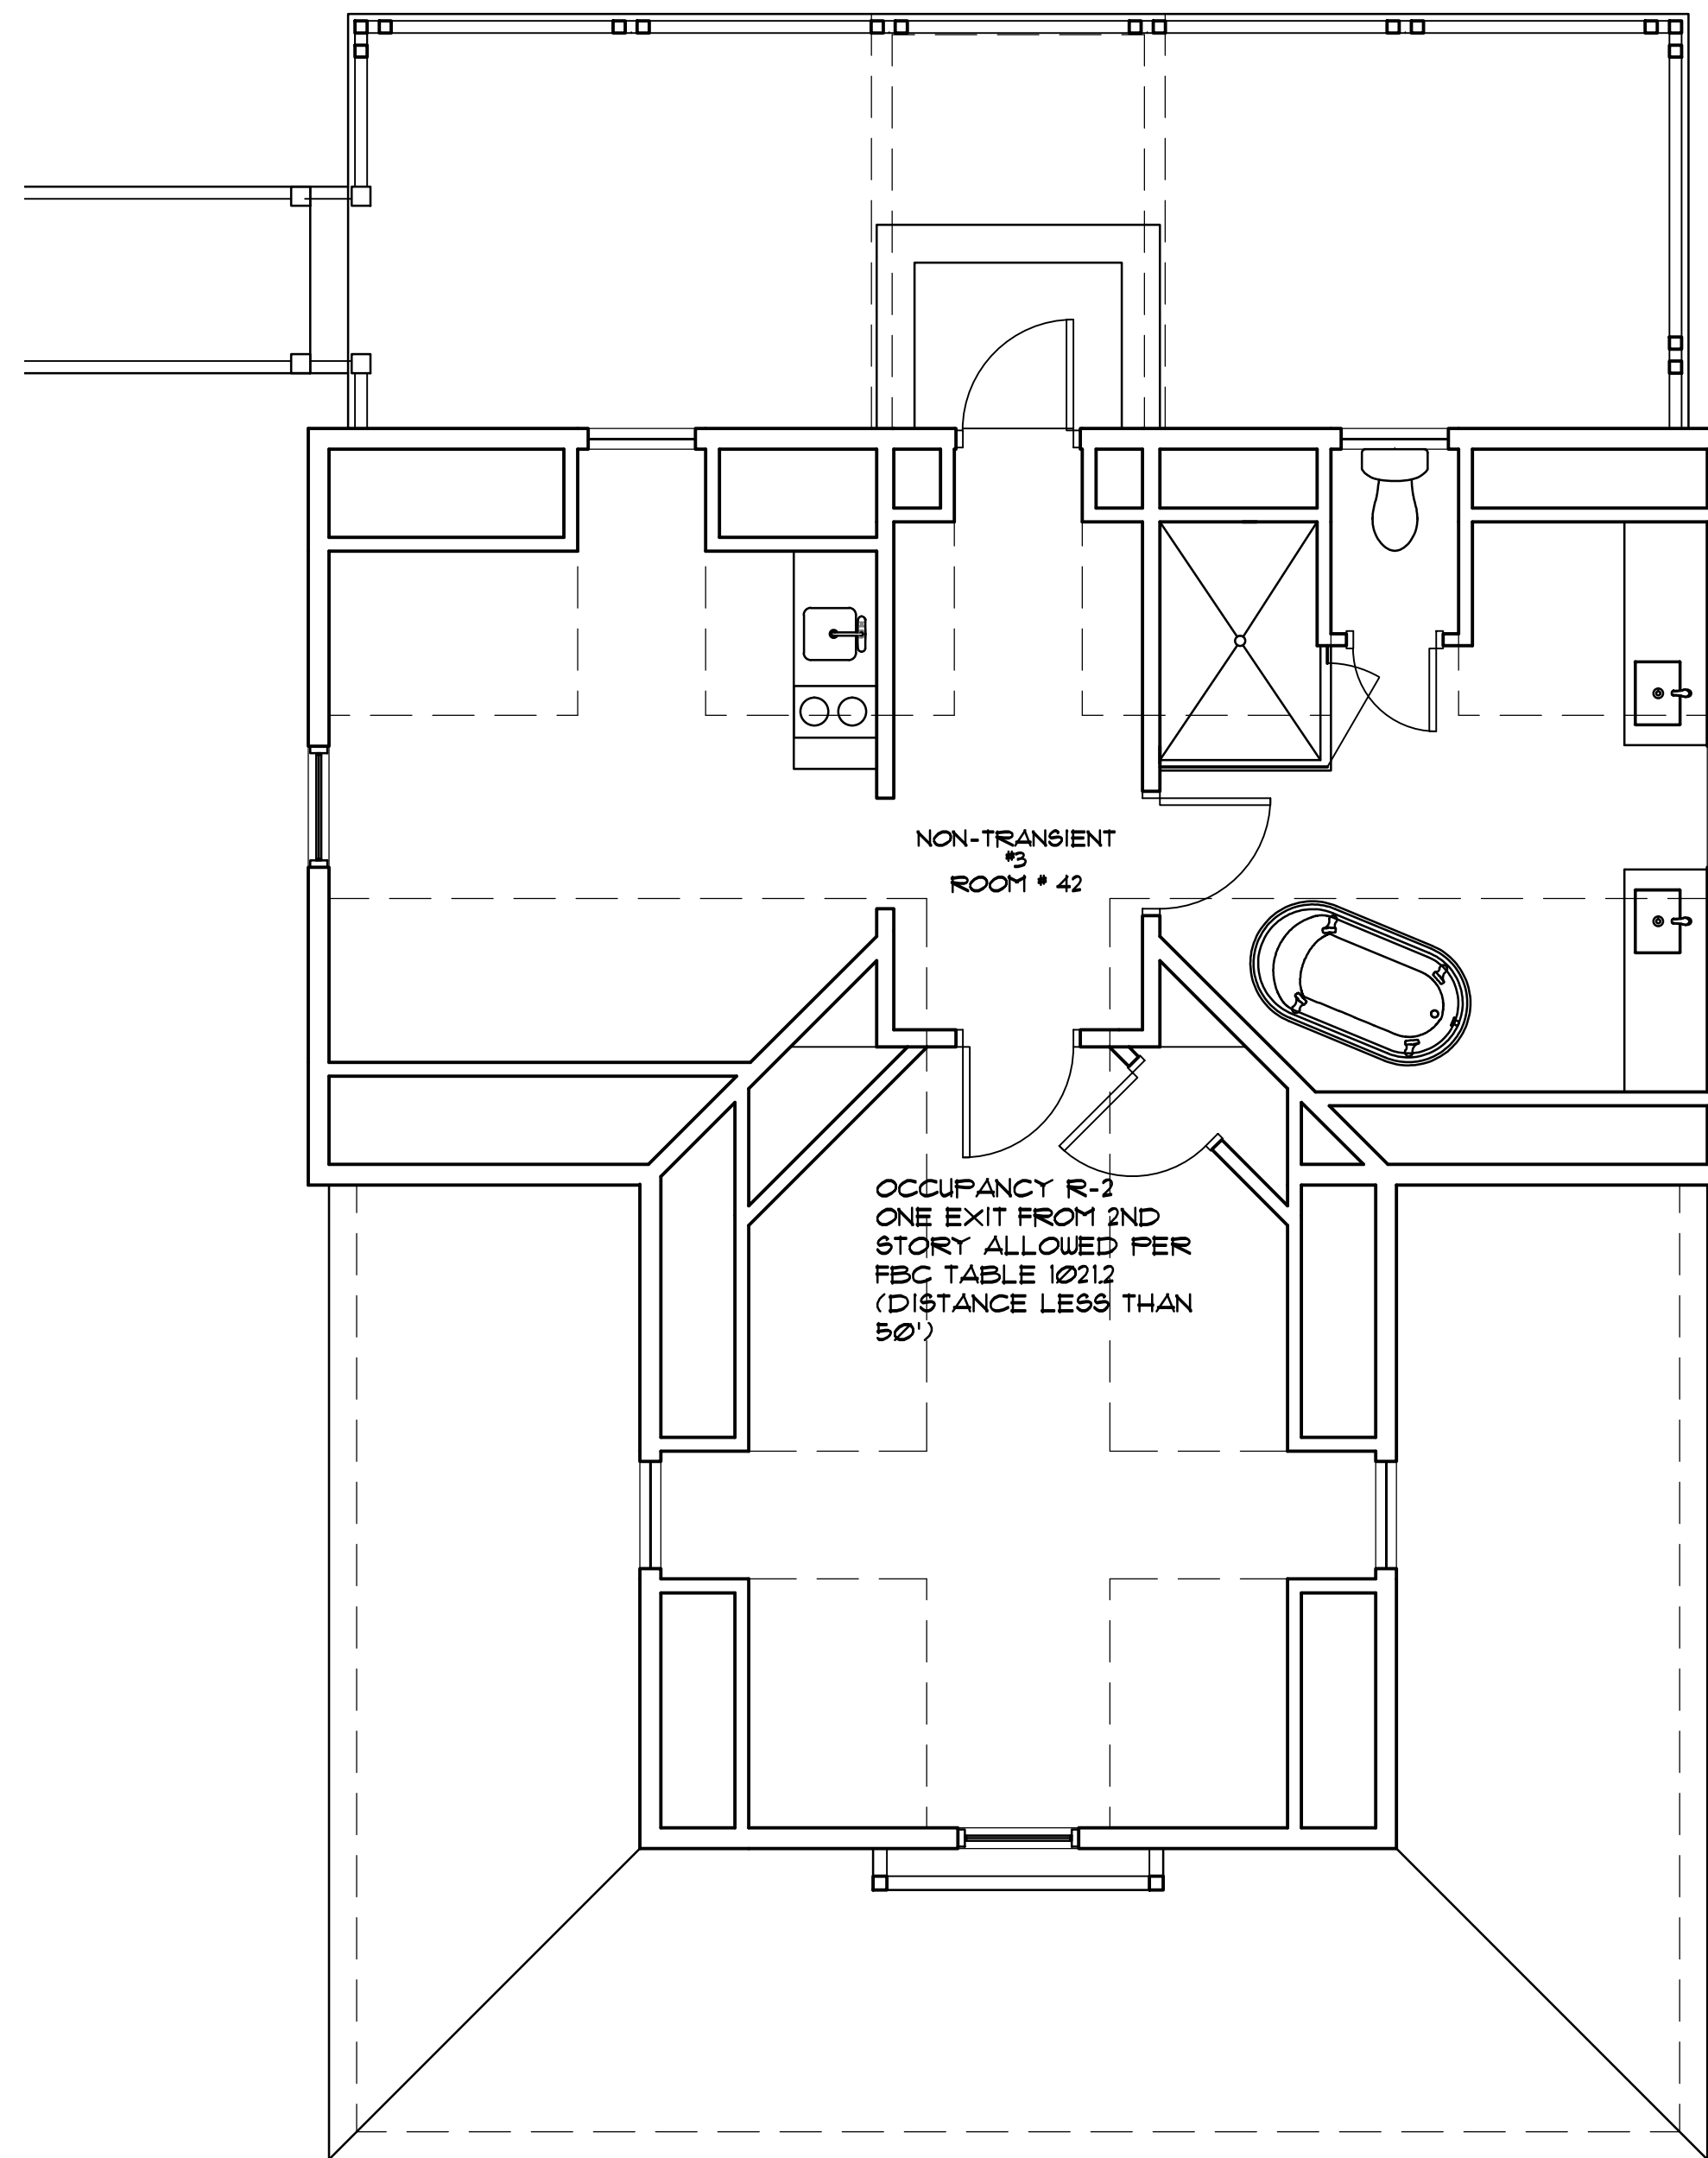 NON-TRANSIENT
#3
ROOM # 42
OCCUPANCY R-2
ONE EXIT FROM 2ND
STORY ALLOWED PER
FBC TABLE 1021.2
(DISTANCE LESS THAN
50')